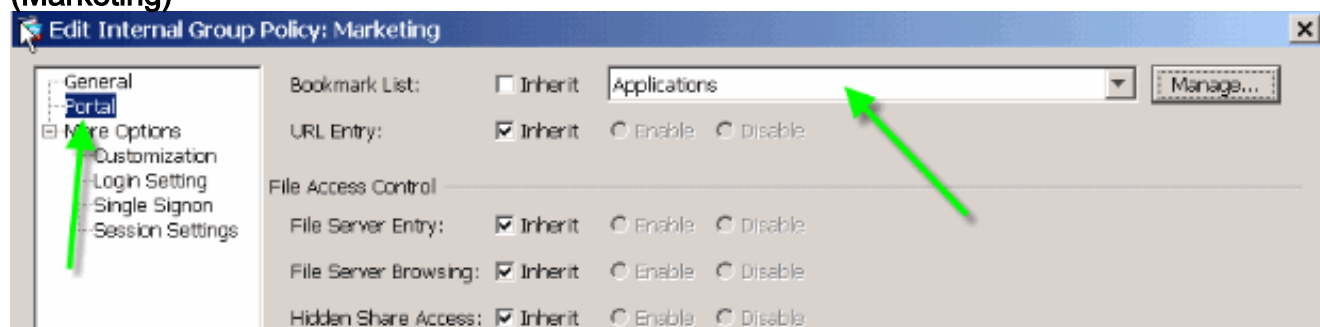 (Marketing)
Edit Internal Group Policy: Marketing
General
Portal
More Options
Customization
Login Setting
Single Signon
Session Settings
Bookmark List: Inherit Applications Manage...
URL Entry: Inherit Enable Disable
File Access Control
File Server Entry: Inherit Enable Disable
File Server Browsing: Inherit Enable Disable
Hidden Share Access: Inherit Enable Disable